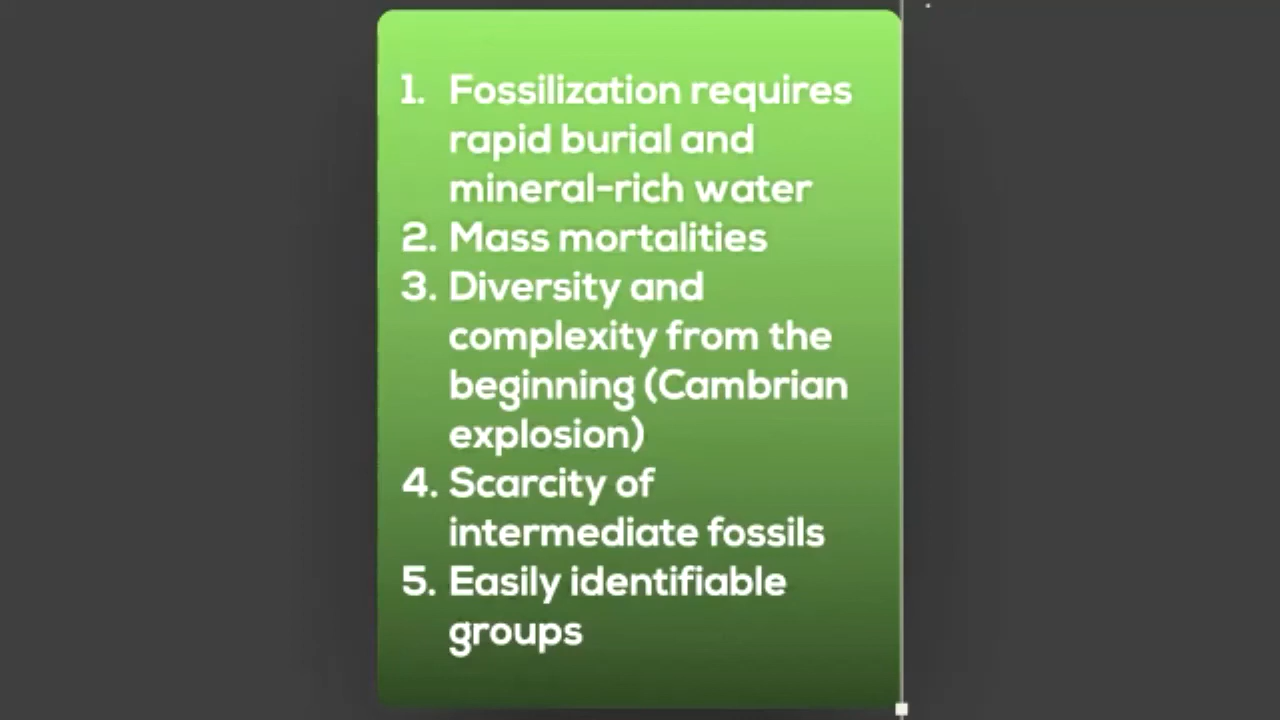 1. Fossilization requires
rapid burial and
mineral-rich water
2. Mass mortalities
3. Diversity and
complexity from the
beginning (Cambrian
explosion)
4. Scarcity of
intermediate fossils
5. Easily identifiable
groups